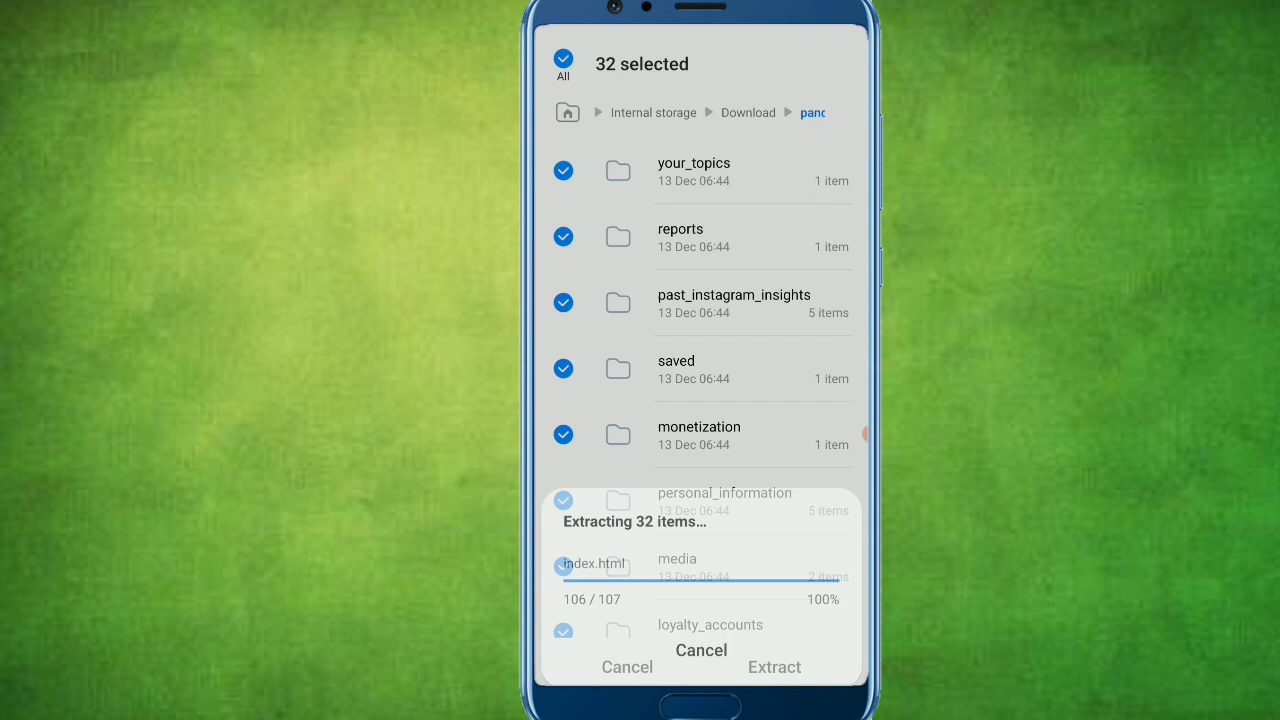 All
32 selected
Internal storage
Download
panc
your_topics
13 Dec 06:44
1 item
reports
13 Dec 06:44
1 item
past_instagram_insights
13 Dec 06:44
5 items
saved
13 Dec 06:44
1 item
monetization
13 Dec 06:44
1 item
personal_information
13 Dec 06:44
5 items
Extracting 32 items...
index.html
media
13 Dec 06:44
2 items
106 / 107
100%
loyalty_accounts
Cancel
Cancel
Extract